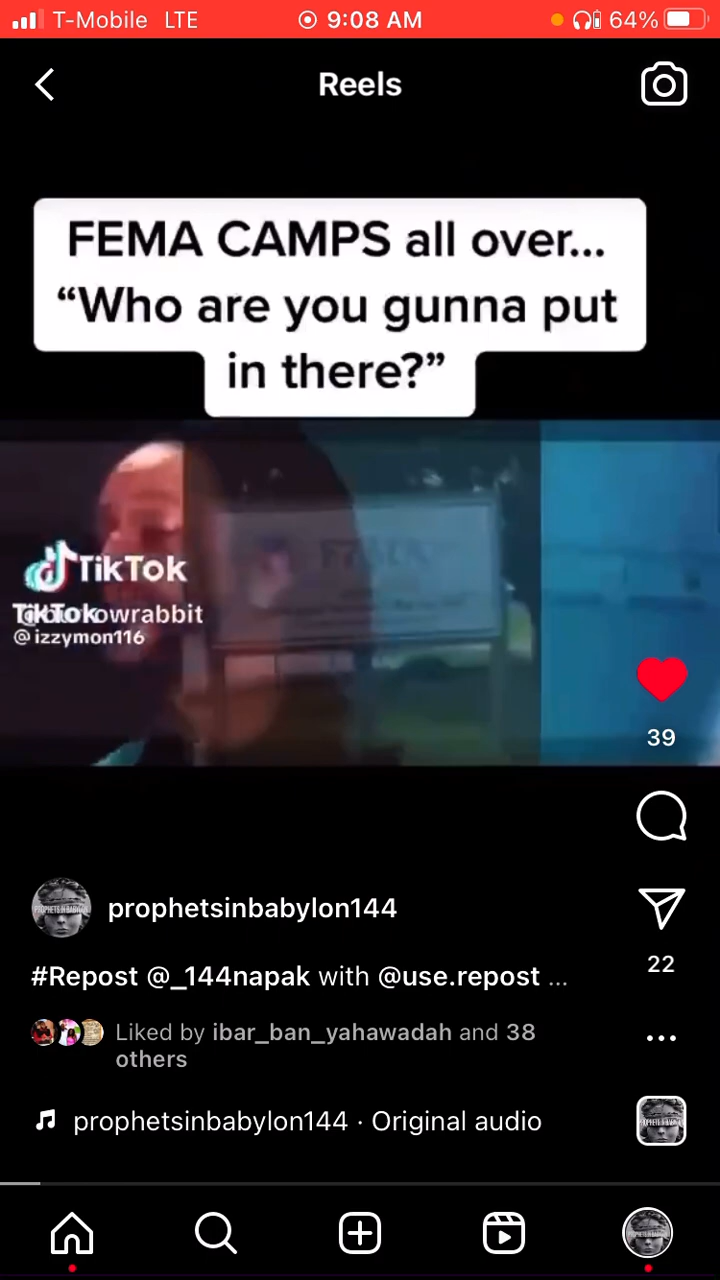 T-Mobile LTE 9:08 AM 64%
Reels
FEMA CAMPS all over...
“Who are you gunna put
in there?”
TikTok
TikTok
@izzymon116
39
prophetsinbabylon144
#Repost @_144napak with @use.repost ...
22
Liked by ibar_ban_yahawadah and 38
others
prophetsinbabylon144 · Original audio